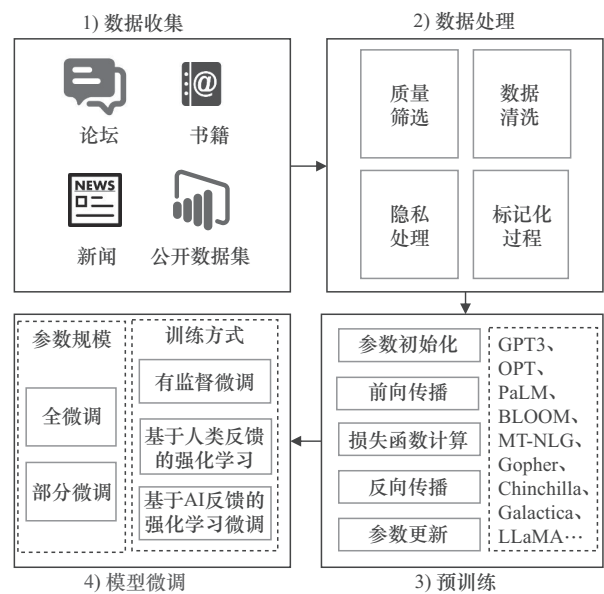 1) 数据收集
论坛
书籍
NEWS
新闻
公开数据集
2) 数据处理
质量
筛选
数据
清洗
隐私
处理
标记化
过程
参数初始化
前向传播
损失函数计算
反向传播
参数更新
GPT3、
OPT、
PaLM、
BLOOM、
MT-NLG、
Gopher、
Chinchilla、
Galactica、
LLaMA…
3) 预训练
参数规模
全微调
部分微调
训练方式
有监督微调
基于人类反馈
的强化学习
基于AI反馈的
强化学习微调
4) 模型微调